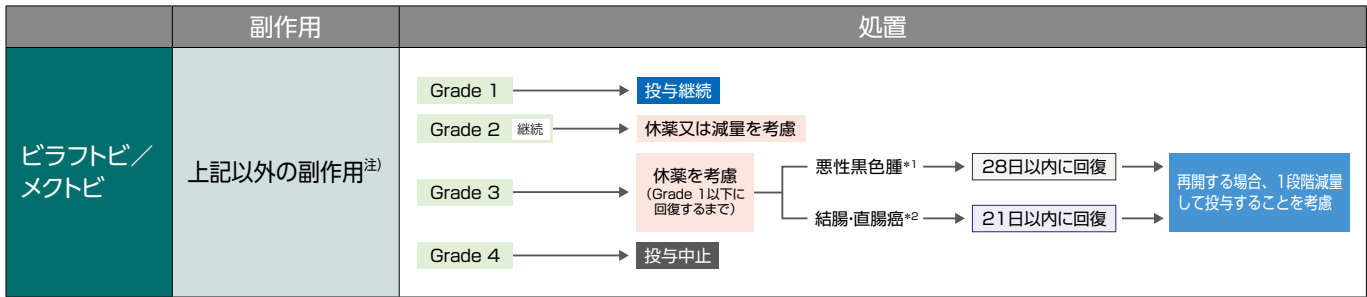 副作用
処置
ビラフトビ／
メクトビ
上記以外の副作用注)
Grade 1
投与継続
Grade 2 継続
休薬又は減量を考慮
Grade 3
休薬を考慮
（Grade 1以下に
回復するまで）
悪性黒色腫*1
28日以内に回復
結腸・直腸癌*2
21日以内に回復
再開する場合、1段階減量
して投与することを考慮
Grade 4
投与中止